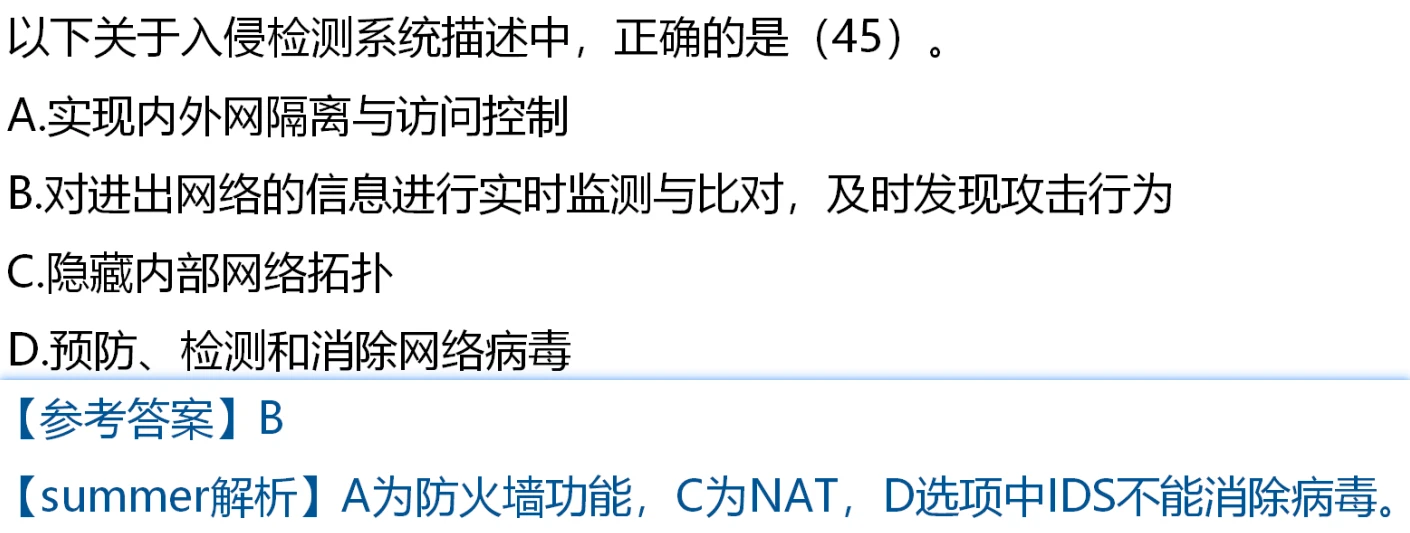 以下关于入侵检测系统描述中，正确的是（45）。
A.实现内外网隔离与访问控制
B.对进出网络的信息进行实时监测与比对，及时发现攻击行为
C.隐藏内部网络拓扑
D.预防、检测和消除网络病毒
【参考答案】B
【summer解析】A为防火墙功能，C为NAT，D选项中IDS不能消除病毒。